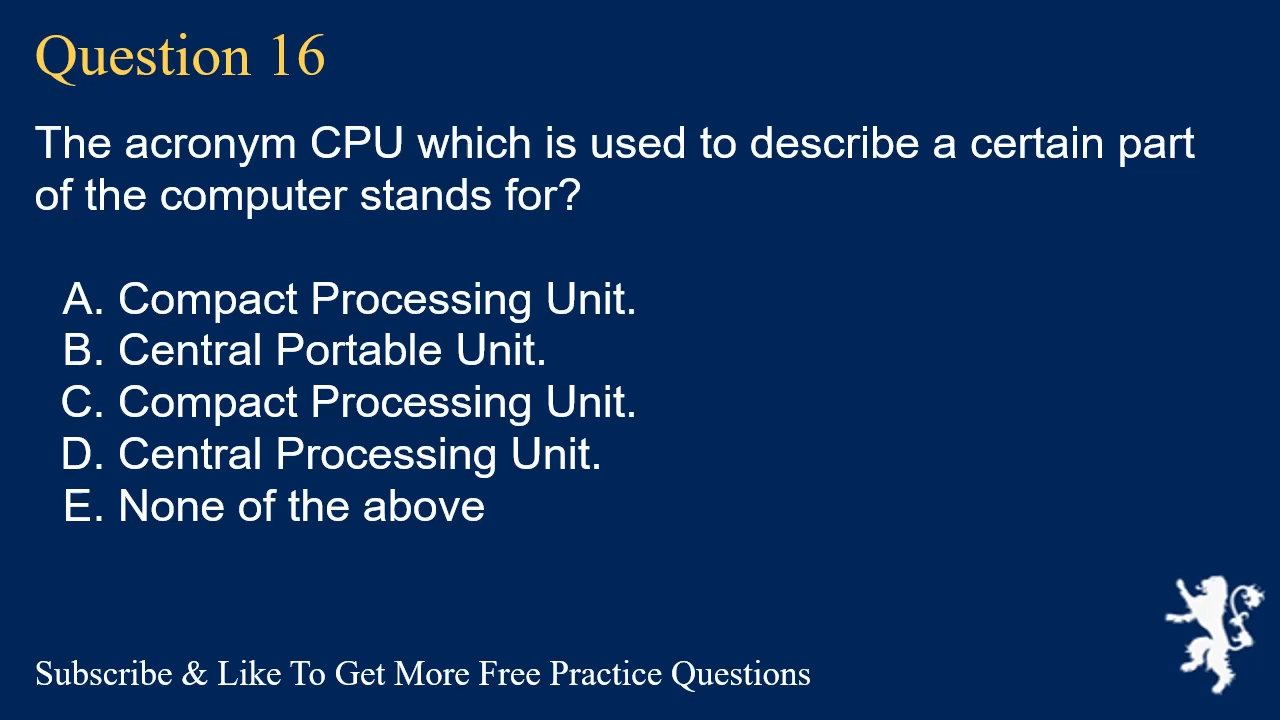 Question 16
The acronym CPU which is used to describe a certain part
of the computer stands for?
A. Compact Processing Unit.
B. Central Portable Unit.
C. Compact Processing Unit.
D. Central Processing Unit.
E. None of the above
Subscribe & Like To Get More Free Practice Questions